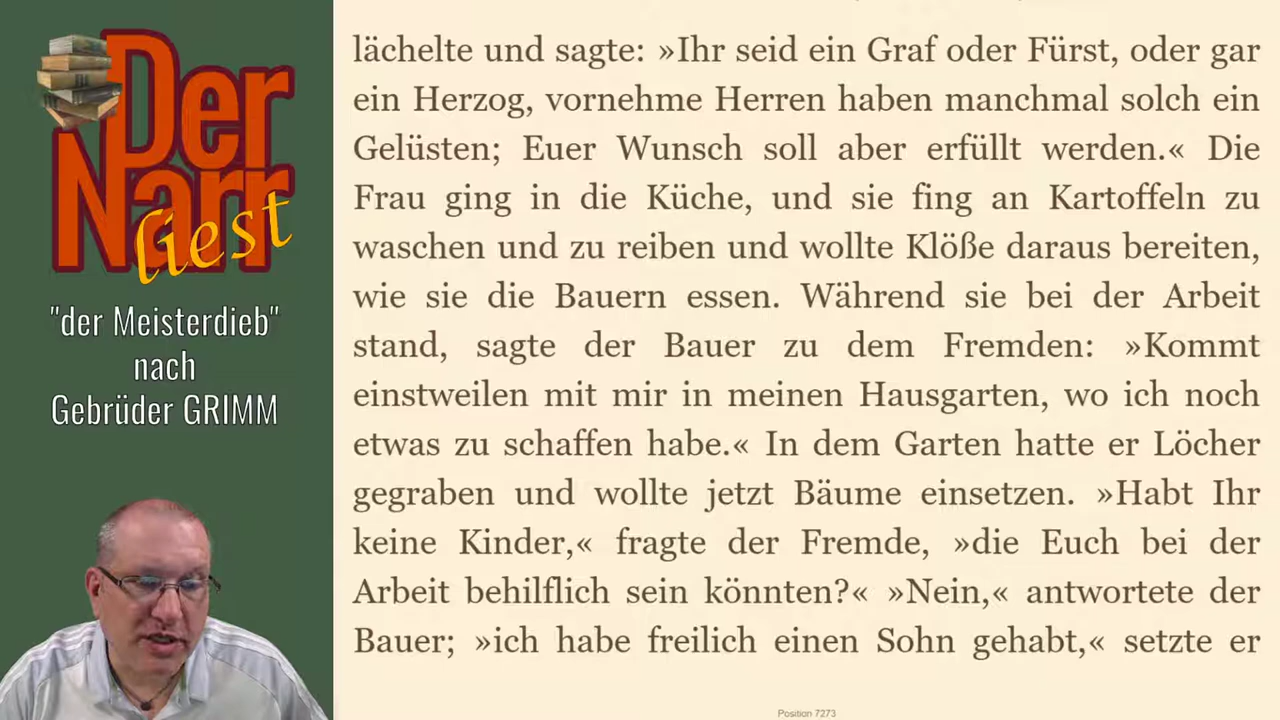 Der
Narr
liest
"der Meisterdieb"
nach
Gebrüder GRIMM
lächelte und sagte: »Ihr seid ein Graf oder Fürst, oder gar
ein Herzog, vornehme Herren haben manchmal solch ein
Gelüsten; Euer Wunsch soll aber erfüllt werden.« Die
Frau ging in die Küche, und sie fing an Kartoffeln zu
waschen und zu reiben und wollte Klöße daraus bereiten,
wie sie die Bauern essen. Während sie bei der Arbeit
stand, sagte der Bauer zu dem Fremden: »Kommt
einstweilen mit mir in meinen Hausgarten, wo ich noch
etwas zu schaffen habe.« In dem Garten hatte er Löcher
gegraben und wollte jetzt Bäume einsetzen. »Habt Ihr
keine Kinder,« fragte der Fremde, »die Euch bei der
Arbeit behilflich sein könnten?« »Nein,« antwortete der
Bauer; »ich habe freilich einen Sohn gehabt,« setzte er
Position 7273